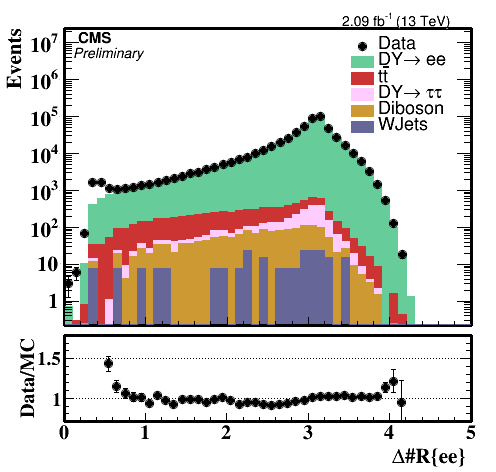 2.09 fb⁻¹ (13 TeV)
CMS
Preliminary
Data
DY→ ee
tt̄
DY→ ττ
Diboson
WJets
Events
10⁷
10⁶
10⁵
10⁴
10³
10²
10
1
Data/MC
1.5
1
0 1 2 3 4 5
Δ#R{ee}